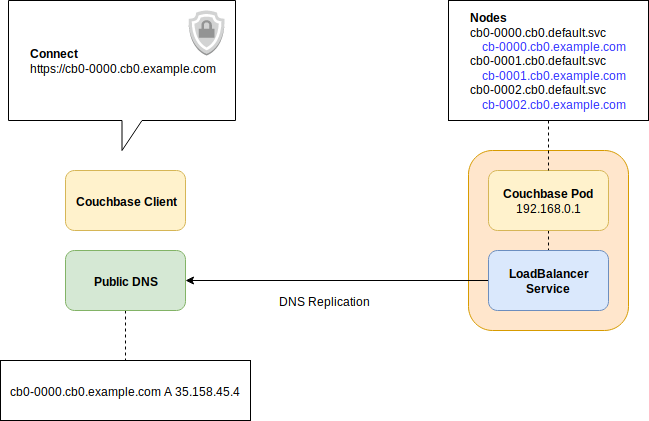 Connect
https://cb0-0000.cb0.example.com
Nodes
cb0-0000.cb0.default.svc
cb-0000.cb0.example.com
cb0-0001.cb0.default.svc
cb-0001.cb0.example.com
cb0-0002.cb0.default.svc
cb-0002.cb0.example.com
Couchbase Client
Couchbase Pod
192.168.0.1
Public DNS
LoadBalancer
Service
DNS Replication
cb0-0000.cb0.example.com A 35.158.45.4